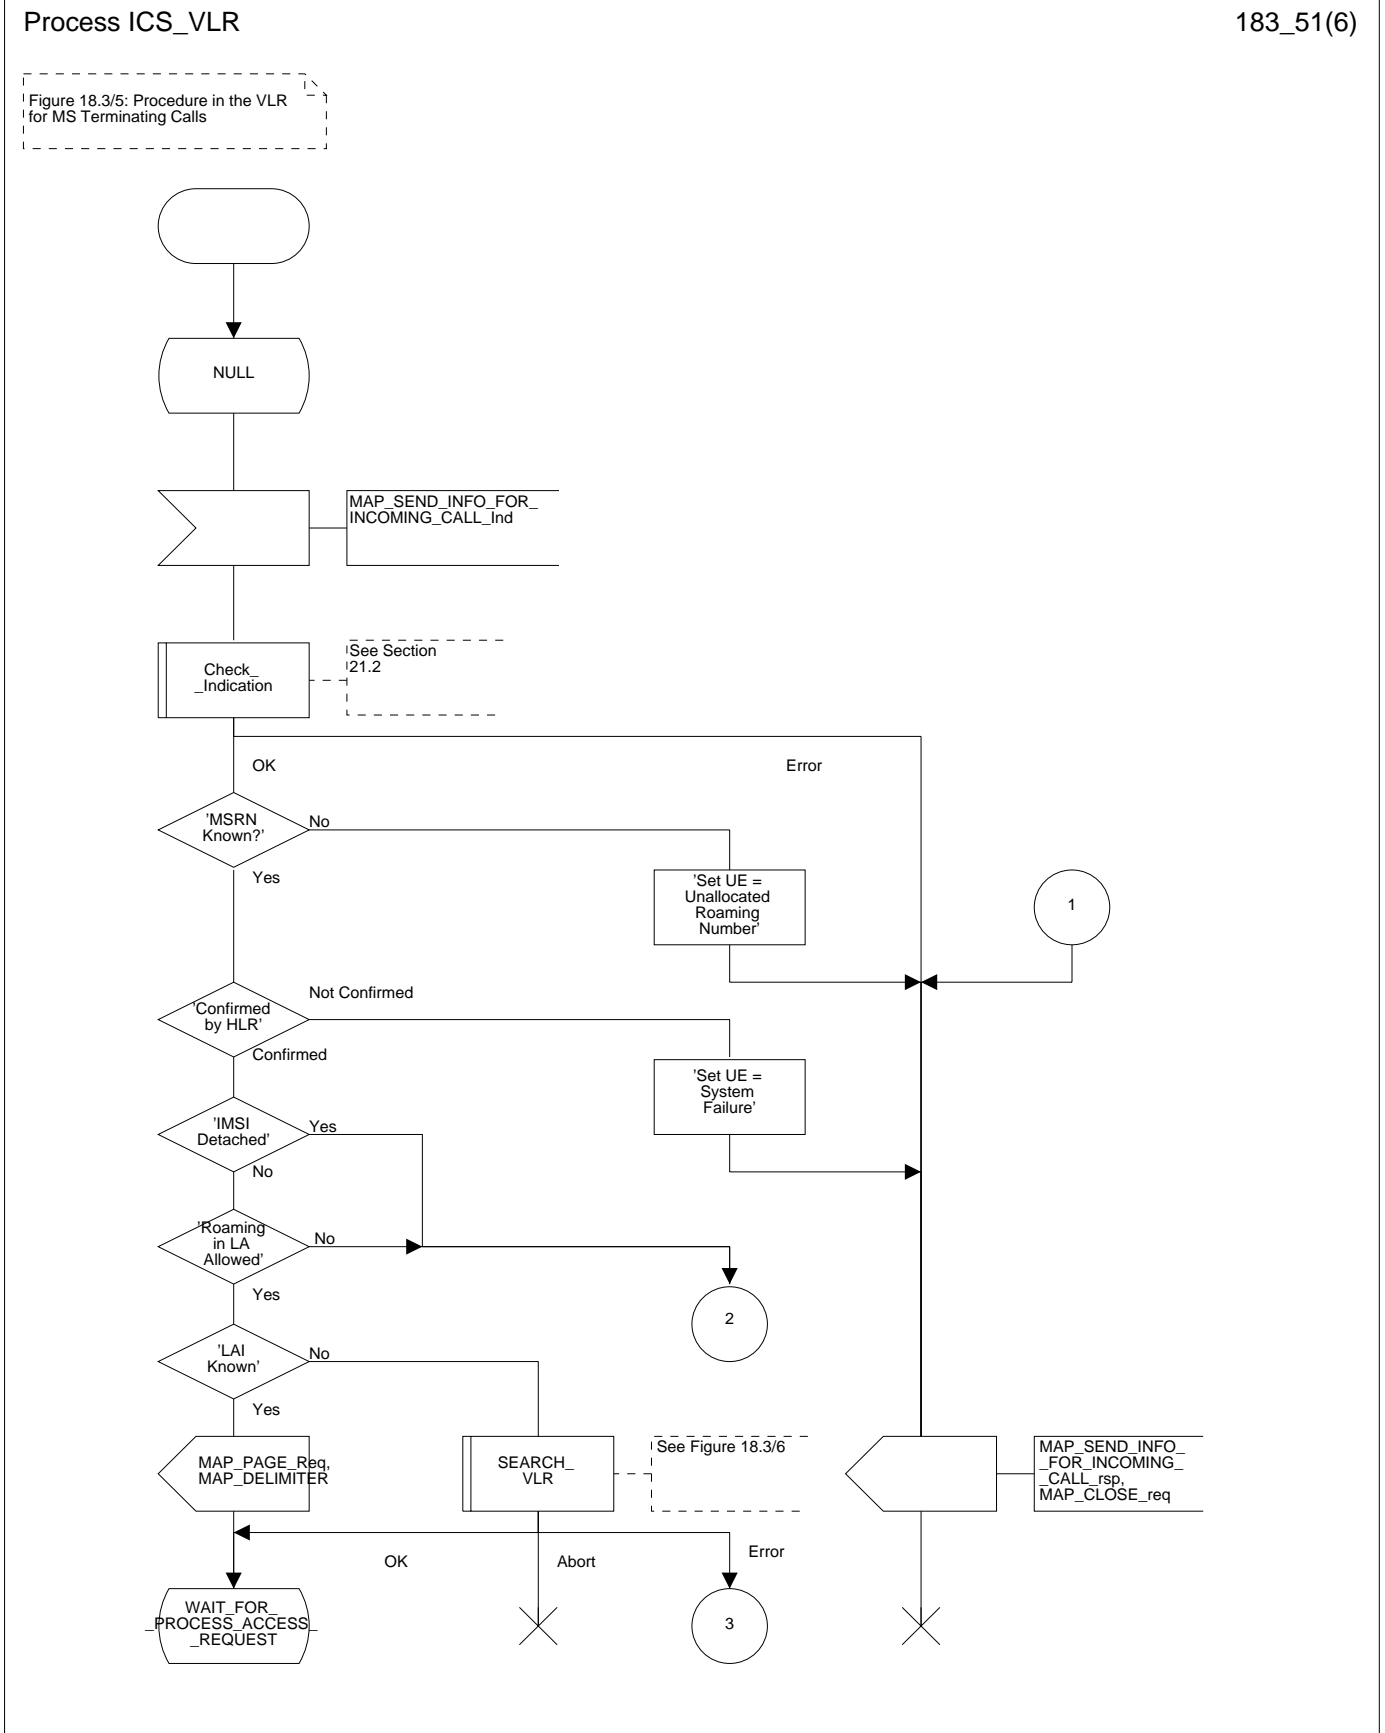 Process ICS_VLR
183_51(6)
Figure 18.3/5: Procedure in the VLR
for MS Terminating Calls
NULL
MAP_SEND_INFO_FOR_
INCOMING_CALL_Ind
Check_
_Indication
See Section
21.2
OK
Error
'MSRN
Known?'
No
Yes
'Set UE =
Unallocated
Roaming
Number'
1
'Confirmed
by HLR'
Not Confirmed
Confirmed
'Set UE =
System
Failure'
'IMSI
Detached'
Yes
No
'Roaming
in LA
Allowed'
No
Yes
2
'LAI
Known'
No
Yes
MAP_PAGE_Req,
MAP_DELIMITER
SEARCH_
VLR
See Figure 18.3/6
MAP_SEND_INFO_
_FOR_INCOMING_
_CALL_rsp,
MAP_CLOSE_req
OK
Abort
Error
WAIT_FOR_
_PROCESS_ACCESS_
_REQUEST
3